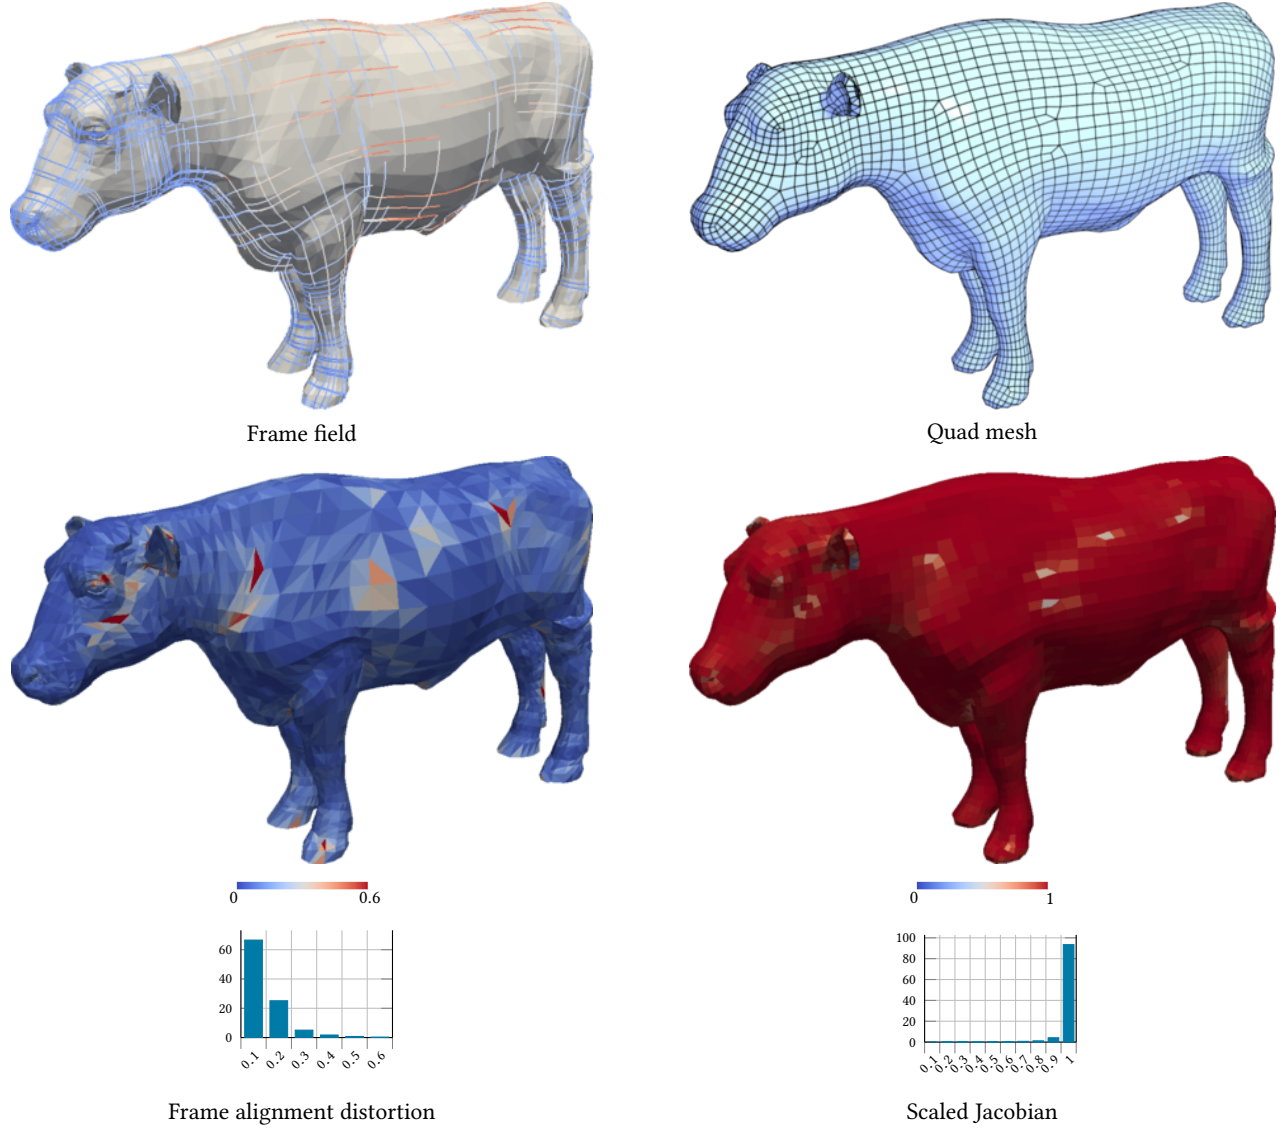 Frame field
Quad mesh
0 0.6
0 1
60
40
20
0
0.1 0.2 0.3 0.4 0.5 0.6
100
80
60
40
20
0
0.1 0.2 0.3 0.4 0.5 0.6 0.7 0.8 0.9 1
Frame alignment distortion
Scaled Jacobian